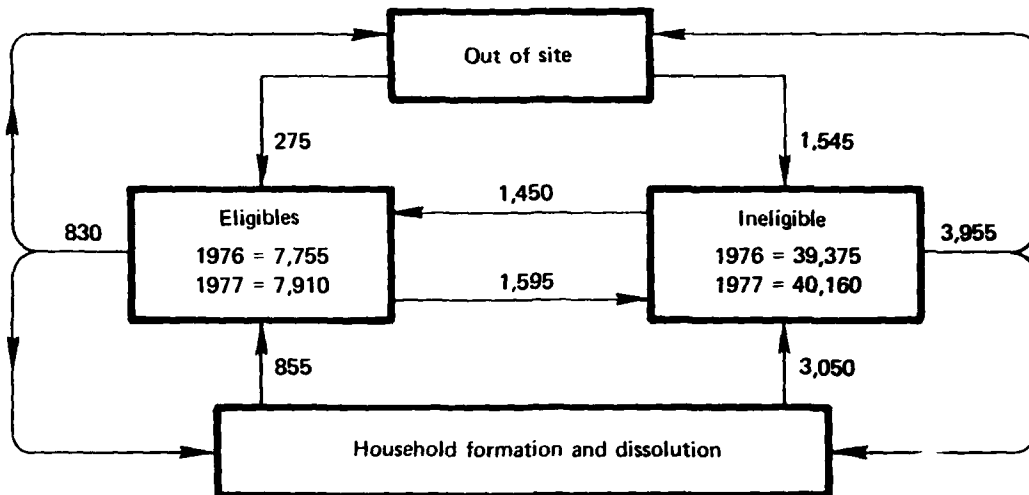 Out of site
275
1,545
Eligibles
1976 = 7,755
1977 = 7,910
1,450
1,595
Ineligible
1976 = 39,375
1977 = 40,160
830
3,955
855
3,050
Household formation and dissolution